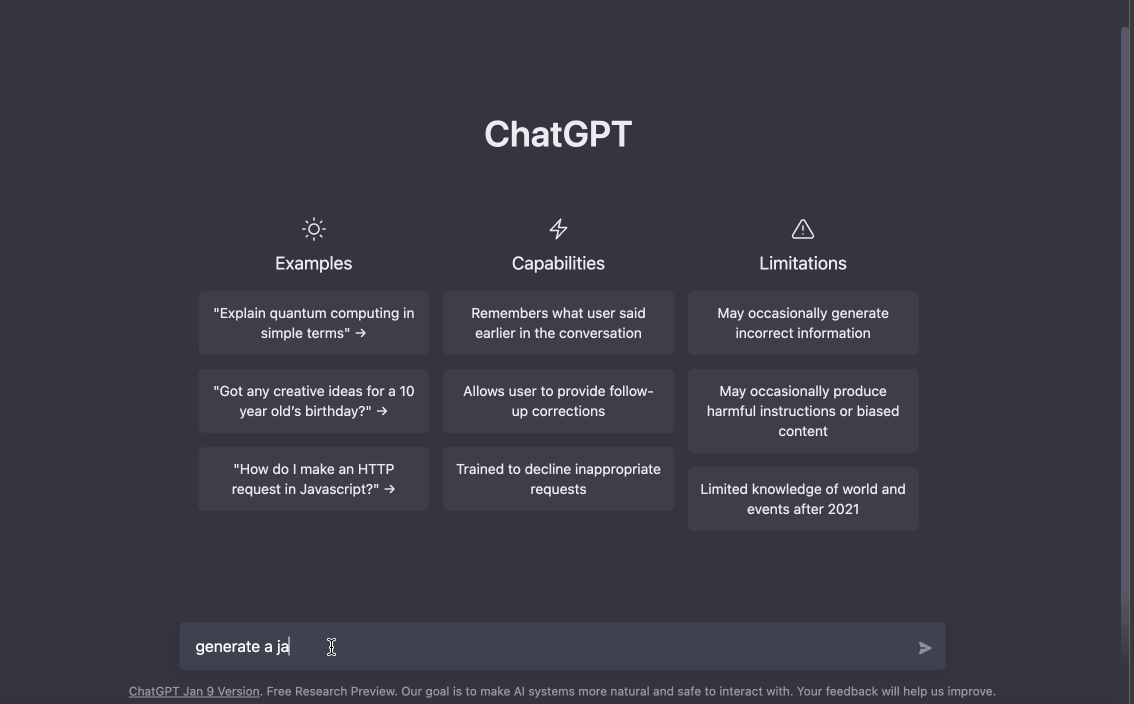 ChatGPT
Examples
"Explain quantum computing in
simple terms" →
"Got any creative ideas for a 10
year old's birthday?" →
"How do I make an HTTP
request in Javascript?" →
Capabilities
Remembers what user said
earlier in the conversation
Allows user to provide follow-
up corrections
Trained to decline inappropriate
requests
Limitations
May occasionally generate
incorrect information
May occasionally produce
harmful instructions or biased
content
Limited knowledge of world and
events after 2021
generate a ja
ChatGPT Jan 9 Version. Free Research Preview. Our goal is to make AI systems more natural and safe to interact with. Your feedback will help us improve.